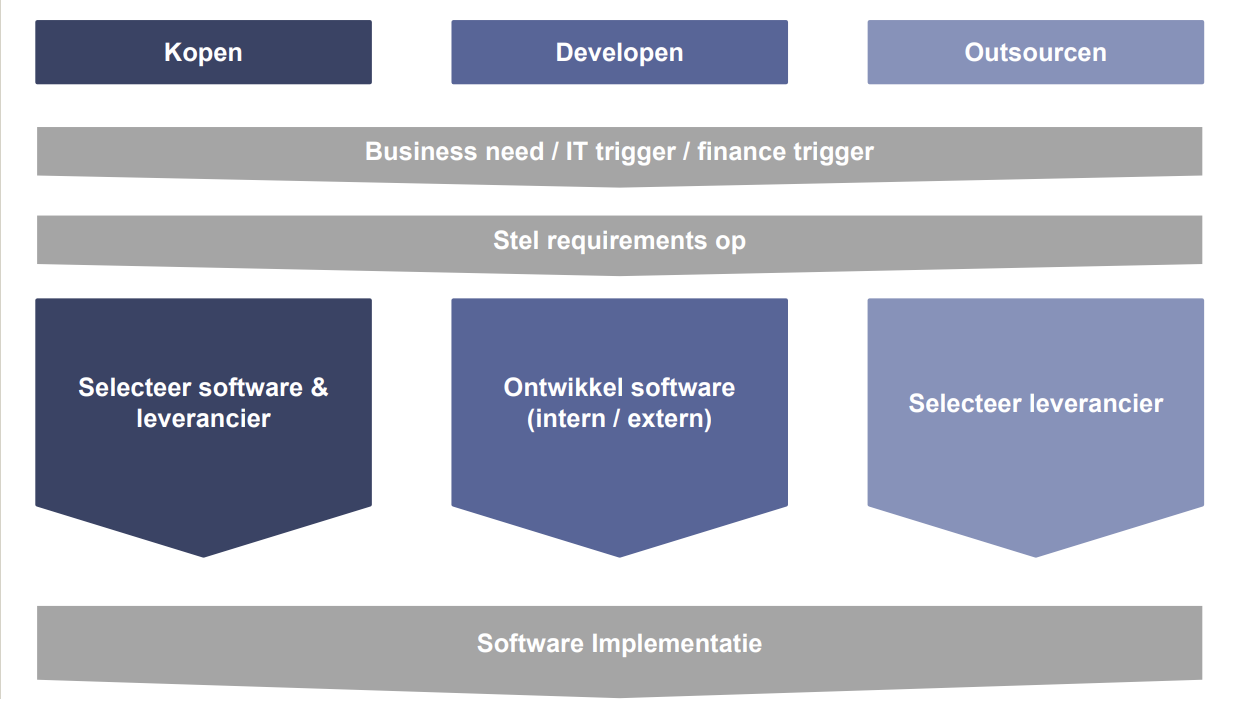 Kopen
Developen
Outsourcen
Business need / IT trigger / finance trigger
Stel requirements op
Selecteer software &
leverancier
Ontwikkel software
(intern / extern)
Selecteer leverancier
Software Implementatie